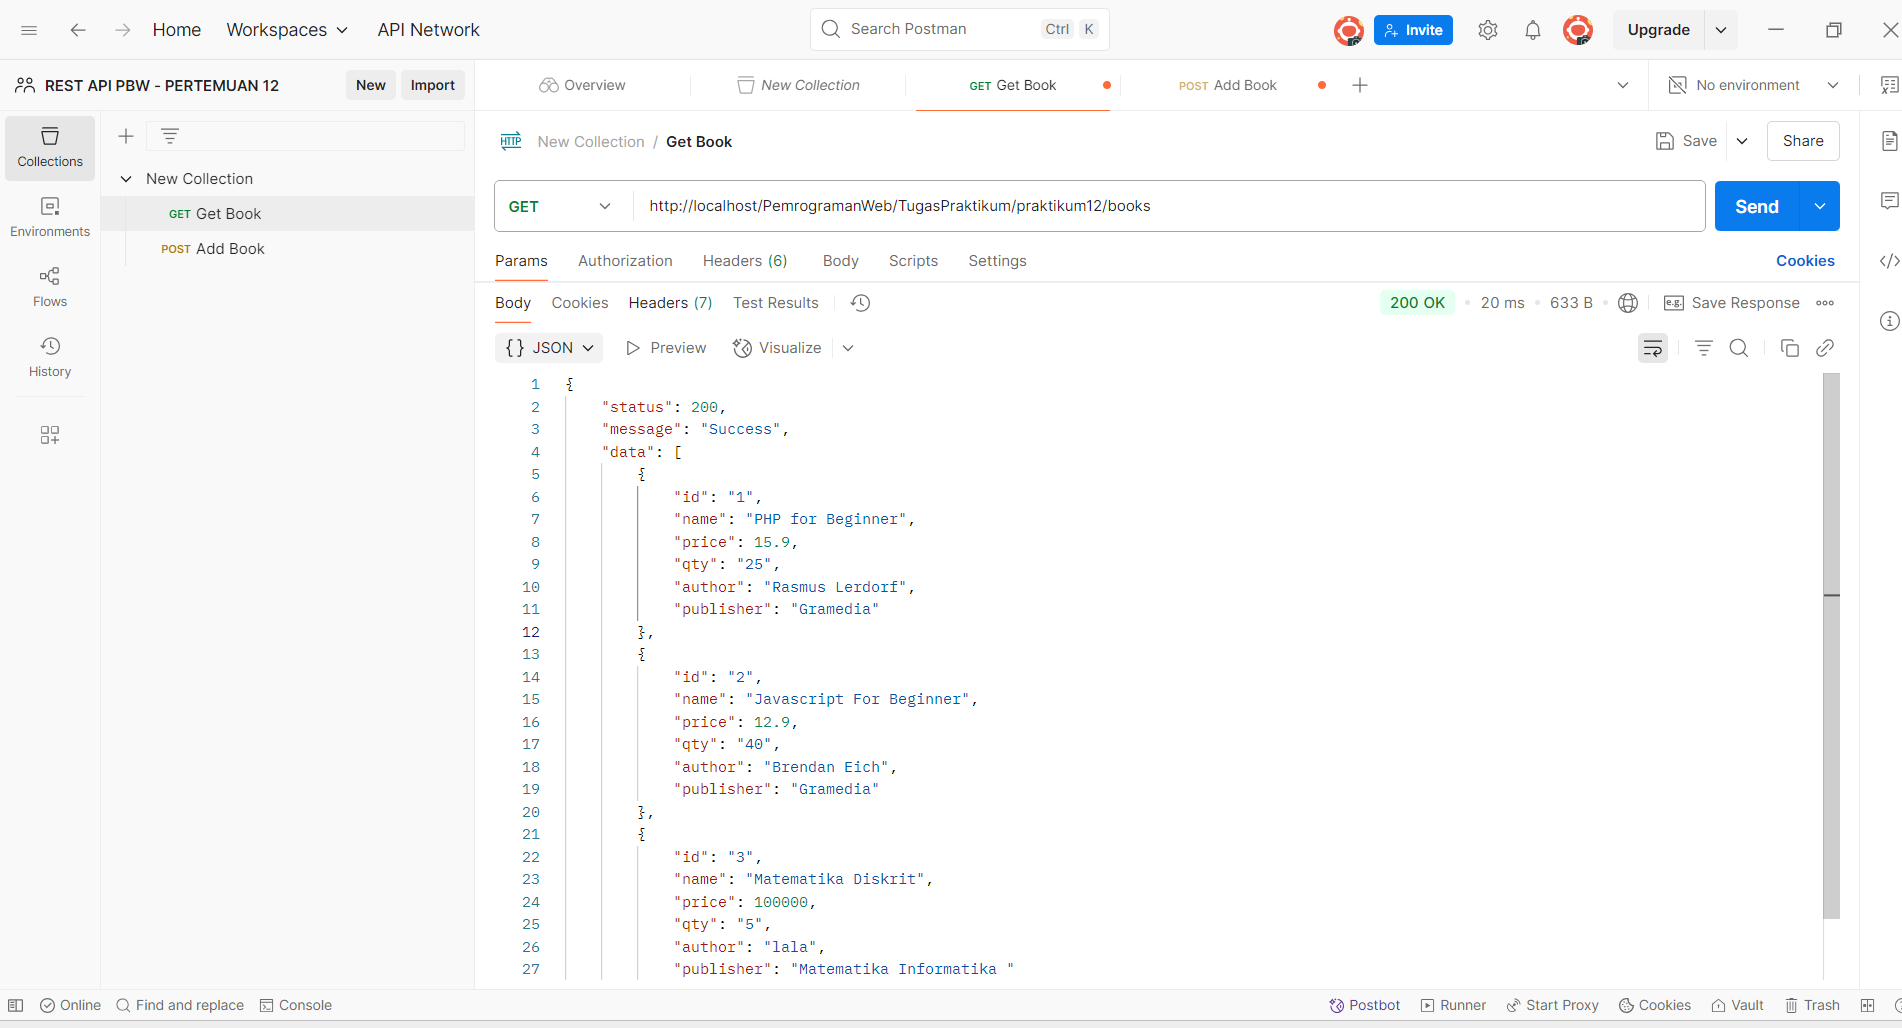 Home Workspaces API Network Search Postman Ctrl K Invite Upgrade
REST API PBW - PERTEMUAN 12 New Import Overview New Collection GET Get Book POST Add Book No environment
Collections
Environments
Flows
History
New Collection
GET Get Book
POST Add Book
HTTP New Collection / Get Book Save Share
GET http://localhost/PemrogramanWeb/TugasPraktikum/praktikum12/books Send
Params Authorization Headers (6) Body Scripts Settings Cookies
Body Cookies Headers (7) Test Results 200 OK 20 ms 633 B e.g. Save Response
{} JSON Preview Visualize
1 {
2 "status": 200,
3 "message": "Success",
4 "data": [
5 {
6 "id": "1",
7 "name": "PHP for Beginner",
8 "price": 15.9,
9 "qty": "25",
10 "author": "Rasmus Lerdorf",
11 "publisher": "Gramedia"
12 },
13 {
14 "id": "2",
15 "name": "Javascript For Beginner",
16 "price": 12.9,
17 "qty": "40",
18 "author": "Brendan Eich",
19 "publisher": "Gramedia"
20 },
21 {
22 "id": "3",
23 "name": "Matematika Diskrit",
24 "price": 100000,
25 "qty": "5",
26 "author": "lala",
27 "publisher": "Matematika Informatika "
Online Find and replace Console Postbot Runner Start Proxy Cookies Vault Trash